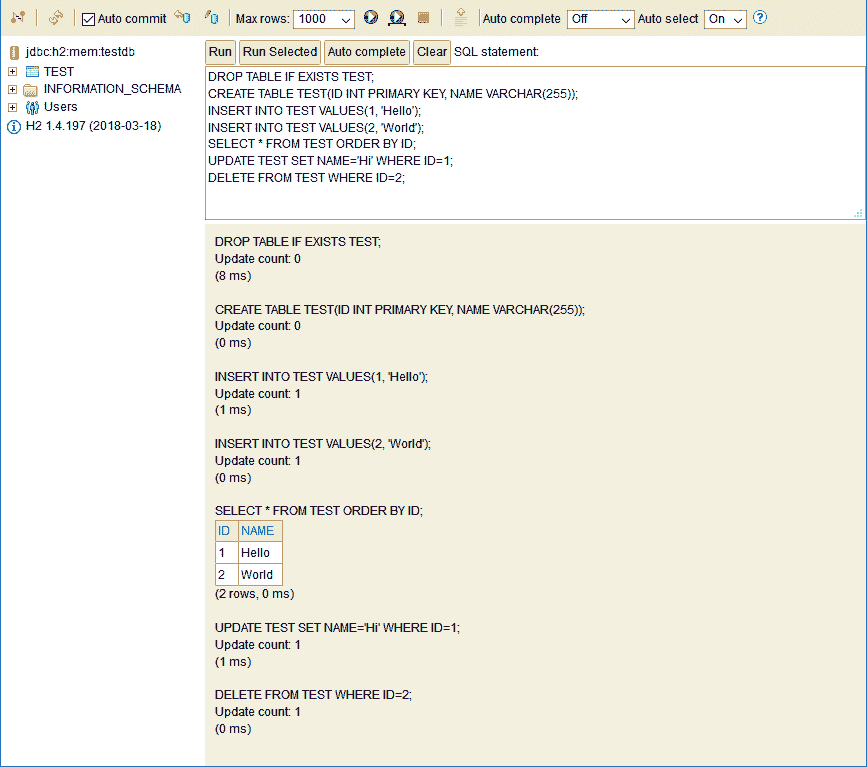 Auto commit Max rows: 1000 Auto complete Off Auto select On ?
jdbc:h2:mem:testdb
TEST
INFORMATION_SCHEMA
Users
H2 1.4.197 (2018-03-18)
Run Run Selected Auto complete Clear SQL statement:
DROP TABLE IF EXISTS TEST;
CREATE TABLE TEST(ID INT PRIMARY KEY, NAME VARCHAR(255));
INSERT INTO TEST VALUES(1, 'Hello');
INSERT INTO TEST VALUES(2, 'World');
SELECT * FROM TEST ORDER BY ID;
UPDATE TEST SET NAME='Hi' WHERE ID=1;
DELETE FROM TEST WHERE ID=2;
DROP TABLE IF EXISTS TEST;
Update count: 0
(8 ms)
CREATE TABLE TEST(ID INT PRIMARY KEY, NAME VARCHAR(255));
Update count: 0
(0 ms)
INSERT INTO TEST VALUES(1, 'Hello');
Update count: 1
(1 ms)
INSERT INTO TEST VALUES(2, 'World');
Update count: 1
(0 ms)
SELECT * FROM TEST ORDER BY ID;
ID NAME
1 Hello
2 World
(2 rows, 0 ms)
UPDATE TEST SET NAME='Hi' WHERE ID=1;
Update count: 1
(1 ms)
DELETE FROM TEST WHERE ID=2;
Update count: 1
(0 ms)